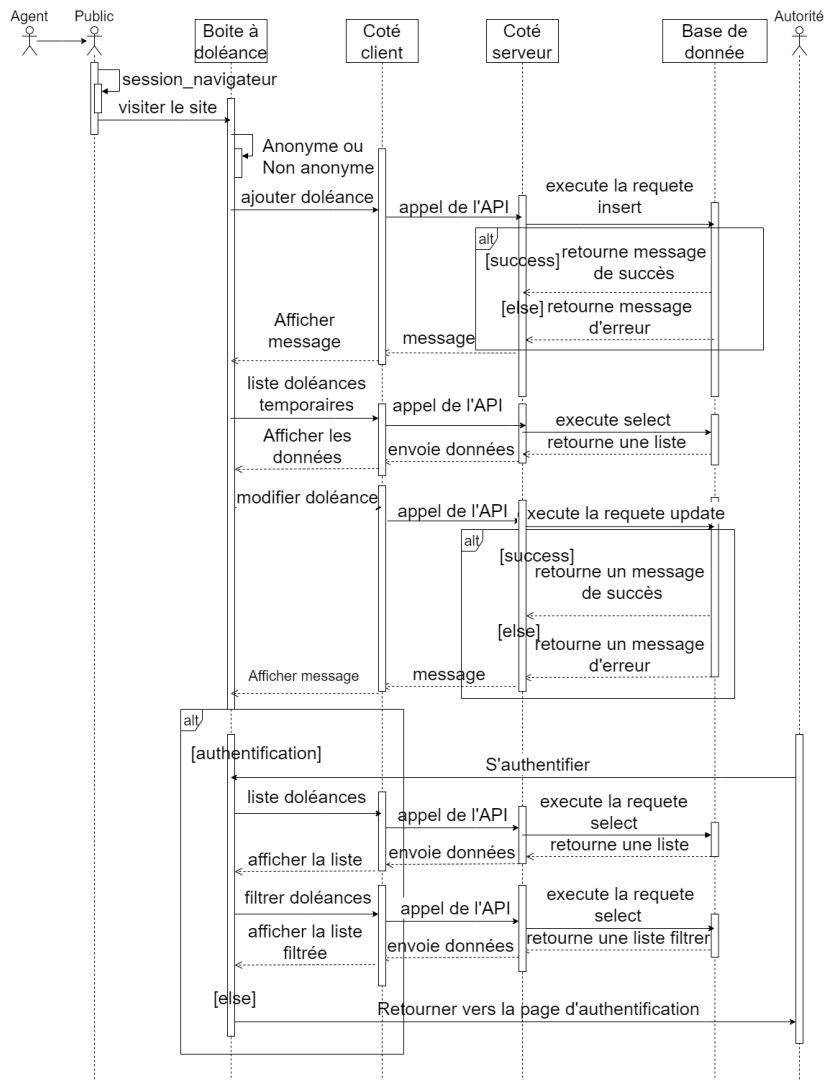 Agent
Public
Autorité
Boite à
doléance
Coté
client
Coté
serveur
Base de
donnée
session_navigateur
visiter le site
Anonyme ou
Non anonyme
ajouter doléance
appel de l'API
execute la requete
insert
alt
[success]
retourne message
de succès
[else]
retourne message
d'erreur
message
Afficher
message
liste doléances
temporaires
appel de l'API
execute select
retourne une liste
envoie données
Afficher les
données
modifier doléance
appel de l'API
execute la requete update
alt
[success]
retourne un message
de succès
[else]
retourne un message
d'erreur
message
Afficher message
alt
[authentification]
S'authentifier
liste doléances
appel de l'API
execute la requete
select
retourne une liste
envoie données
afficher la liste
filtrer doléances
appel de l'API
execute la requete
select
retourne une liste filtrer
envoie données
afficher la liste
filtrée
[else]
Retourner vers la page d'authentification